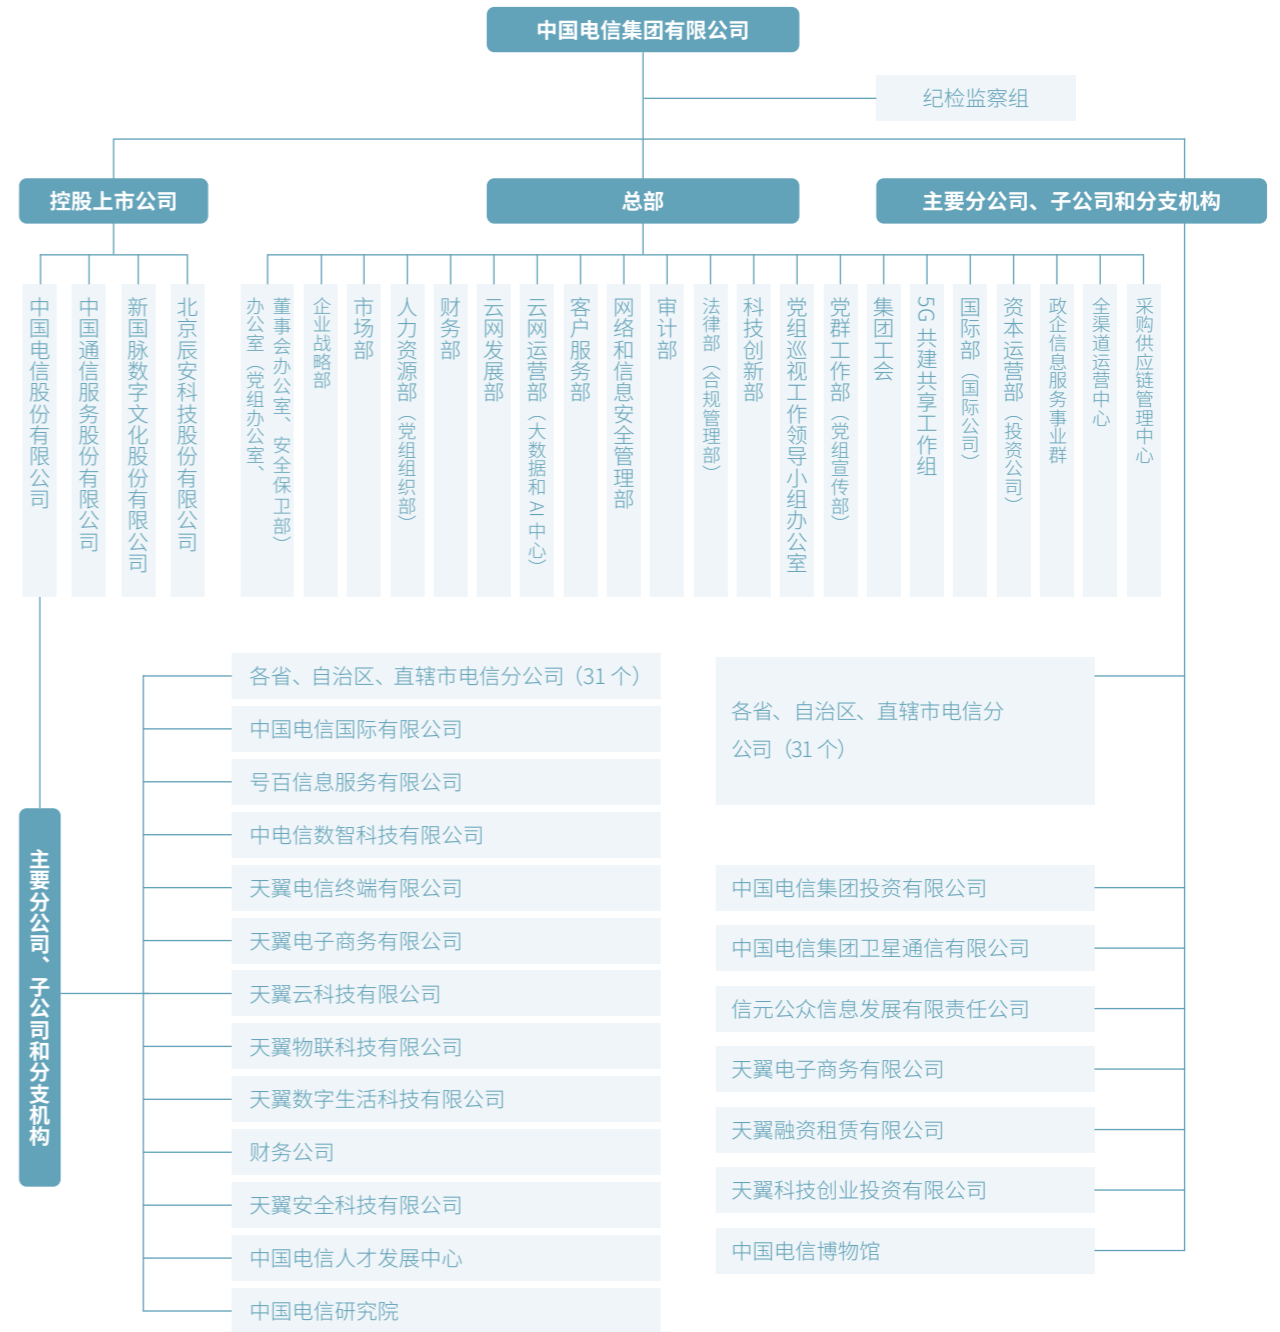 中国电信集团有限公司
纪检监察组
控股上市公司
总部
主要分公司、子公司和分支机构
中国电信股份有限公司
中国通信服务股份有限公司
新国脉数字文化股份有限公司
北京辰安科技股份有限公司
董事会办公室、安全保卫部）
办公室（党组办公室、
企业战略部
市场部
人力资源部（党组组织部）
财务部
云网发展部
云网运营部（大数据和 AI 中心）
客户服务部
网络和信息安全管理部
审计部
法律部（合规管理部）
科技创新部
党组巡视工作领导小组办公室
党群工作部（党组宣传部）
集团工会
5G 共建共享工作组
国际部（国际公司）
资本运营部（投资公司）
政企信息服务事业群
全渠道运营中心
采购供应链管理中心
主要分公司、子公司和分支机构
各省、自治区、直辖市电信分公司（31 个）
中国电信国际有限公司
号百信息服务有限公司
中电信数智科技有限公司
天翼电信终端有限公司
天翼电子商务有限公司
天翼云科技有限公司
天翼物联科技有限公司
天翼数字生活科技有限公司
财务公司
天翼安全科技有限公司
中国电信人才发展中心
中国电信研究院
各省、自治区、直辖市电信分
公司（31 个）
中国电信集团投资有限公司
中国电信集团卫星通信有限公司
信元公众信息发展有限责任公司
天翼电子商务有限公司
天翼融资租赁有限公司
天翼科技创业投资有限公司
中国电信博物馆